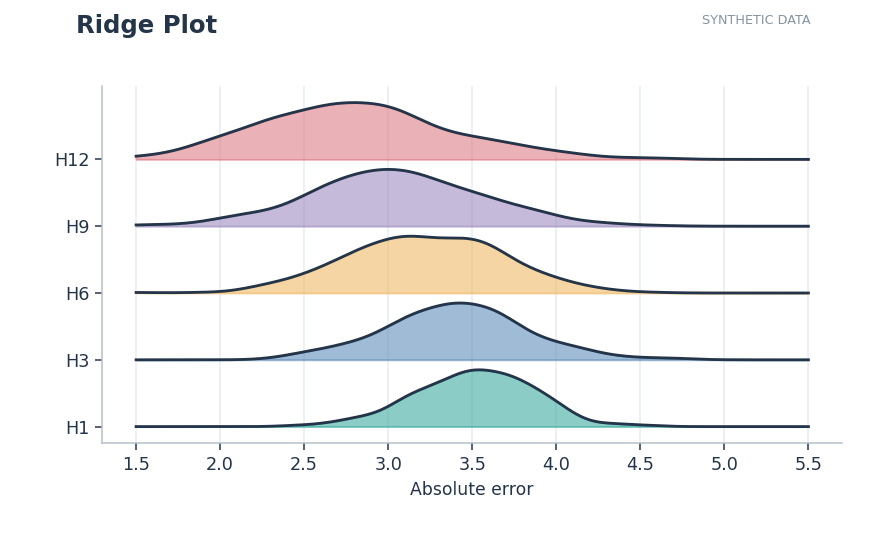 Ridge Plot
SYNTHETIC DATA
H12
H9
H6
H3
H1
1.5 2.0 2.5 3.0 3.5 4.0 4.5 5.0 5.5
Absolute error